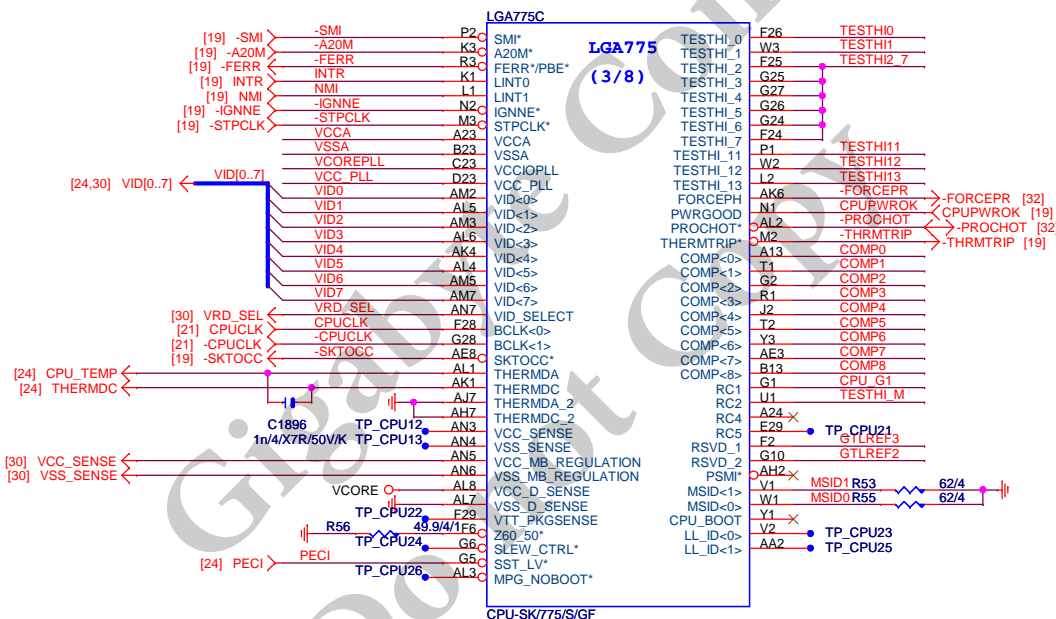 LGA775C
LGA775
(3/8)
[19] -SMI -SMI P2 SMI* TESTHI_0 F26 TESTHI0
[19] -A20M -A20M K3 A20M* TESTHI_1 W3 TESTHI1
[19] -FERR -FERR R3 FERR*/PBE* TESTHI_2 F25 TESTHI2_7
[19] INTR INTR K1 LINT0 TESTHI_3 G25
[19] NMI NMI L1 LINT1 TESTHI_4 G27
[19] -IGNNE -IGNNE N2 IGNNE* TESTHI_5 G26
[19] -STPCLK -STPCLK M3 STPCLK* TESTHI_6 G24
VCCA A23 VCCA TESTHI_7 F24
VSSA B23 VSSA TESTHI_11 P1 TESTHI11
VCOREPLL C23 VCCIOPLL TESTHI_12 W2 TESTHI12
VCC_PLL D23 VCC_PLL TESTHI_13 L2 TESTHI13
[24,30] VID[0..7] VID[0..7]
VID0 AM2 VID<0> FORCEPH AK6 -FORCEPR -FORCEPR [32]
VID1 AL5 VID<1> PWRGOOD N1 CPUPWROK CPUPWROK [19]
VID2 AM3 VID<2> PROCHOT* AL2 -PROCHOT -PROCHOT [32]
VID3 AL6 VID<3> THERMTRIP* M2 -THRMTRIP -THRMTRIP [19]
VID4 AK4 VID<4> COMP<0> A13 COMP0
VID5 AL4 VID<5> COMP<1> T1 COMP1
VID6 AM5 VID<6> COMP<2> G2 COMP2
VID7 AM7 VID<7> COMP<3> R1 COMP3
[30] VRD_SEL VRD_SEL AN7 VID_SELECT COMP<4> J2 COMP4
[21] CPUCLK CPUCLK F28 BCLK<0> COMP<5> T2 COMP5
[21] -CPUCLK -CPUCLK G28 BCLK<1> COMP<6> Y3 COMP6
[19] -SKTOCC -SKTOCC AE8 SKTOCC* COMP<7> AE3 COMP7
[24] CPU_TEMP AL1 THERMDA COMP<8> B13 COMP8
[24] THERMDC AK1 THERMDC RC1 G1 CPU_G1
AJ7 THERMDA_2 RC2 U1 TESTHI_M
C1896
1n/4/X7R/50V/K
AH7 THERMDC_2 RC4 A24
TP_CPU12 AN3 VCC_SENSE RC5 E29 TP_CPU21
TP_CPU13 AN4 VSS_SENSE RSVD_1 F2 GTLREF3
[30] VCC_SENSE AN5 VCC_MB_REGULATION RSVD_2 G10 GTLREF2
[30] VSS_SENSE AN6 VSS_MB_REGULATION PSMI* AH2
VCORE AL8 VCC_D_SENSE MSID<1> V1 MSID1 R53 62/4
AL7 VSS_D_SENSE MSID<0> W1 MSID0 R55 62/4
TP_CPU22 F29 VTT_PKGSENSE CPU_BOOT Y1
R56 49.9/4/1 F6 Z60_50* LL_ID<0> V2 TP_CPU23
TP_CPU24 G6 SLEW_CTRL* LL_ID<1> AA2 TP_CPU25
[24] PECI PECI G5 SST_LV*
TP_CPU26 AL3 MPG_NOBOOT*
CPU-SK/775/S/GF
Gigabyte Con
Do not Copy